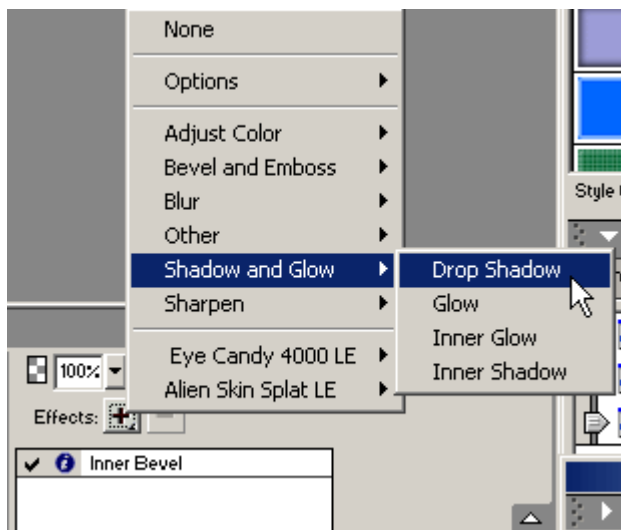 None
Options
Adjust Color
Bevel and Emboss
Blur
Other
Shadow and Glow
Sharpen
Eye Candy 4000 LE
Alien Skin Splat LE
Drop Shadow
Glow
Inner Glow
Inner Shadow
Style
100%
Effects:
Inner Bevel